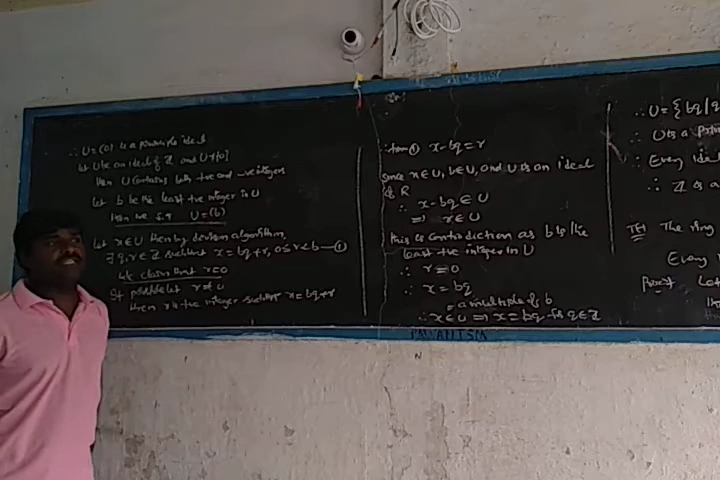 ∴ U = (0) is a principle ideal
Let U be an ideal of Z and U ≠ {0}
Then U contains both +ve and -ve integers
Let b be the least +ve integer in U
Then we S.T U = (b)
Let x ∈ U then by division algorithm,
∃ q, r ∈ Z such that x = bq + r, 0 ≤ r < b — ①
We claim that r = 0
If possible let r ≠ 0
then r is +ve integer such that x = bq + r
∴ from ① x - bq = r
Since x ∈ U, b ∈ U, and U is an ideal
of R
∴ x - bq ∈ U
⇒ r ∈ U
This is contradiction as b is the
least +ve integer in U
∴ r = 0
∴ x = bq
= a multiple of b
∴ x ∈ U ⇒ x = bq for q ∈ Z
∴ U = { bq / q
∴ U is a
∴ Every ide
∴ Z is a
The ring
Every
Proof: Let